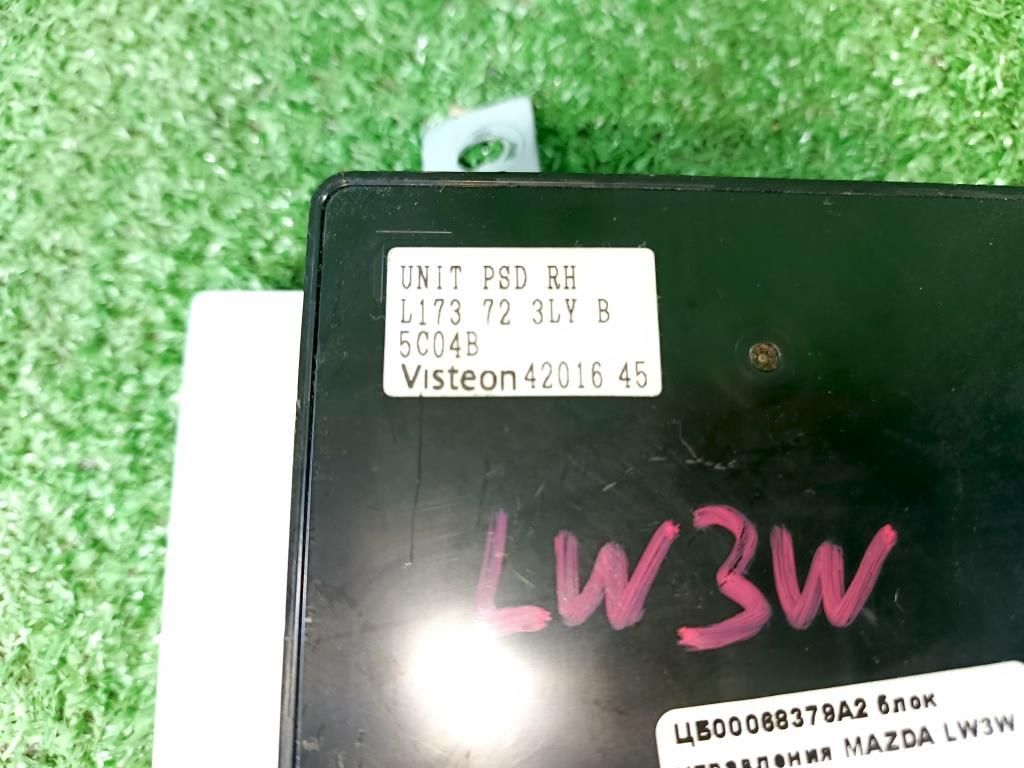 UNIT PSD RH
L173 72 3LY B
5C04B
Visteon 42016 45
LW3W
ЦБ00068379А2 блок
управления MAZDA LW3W